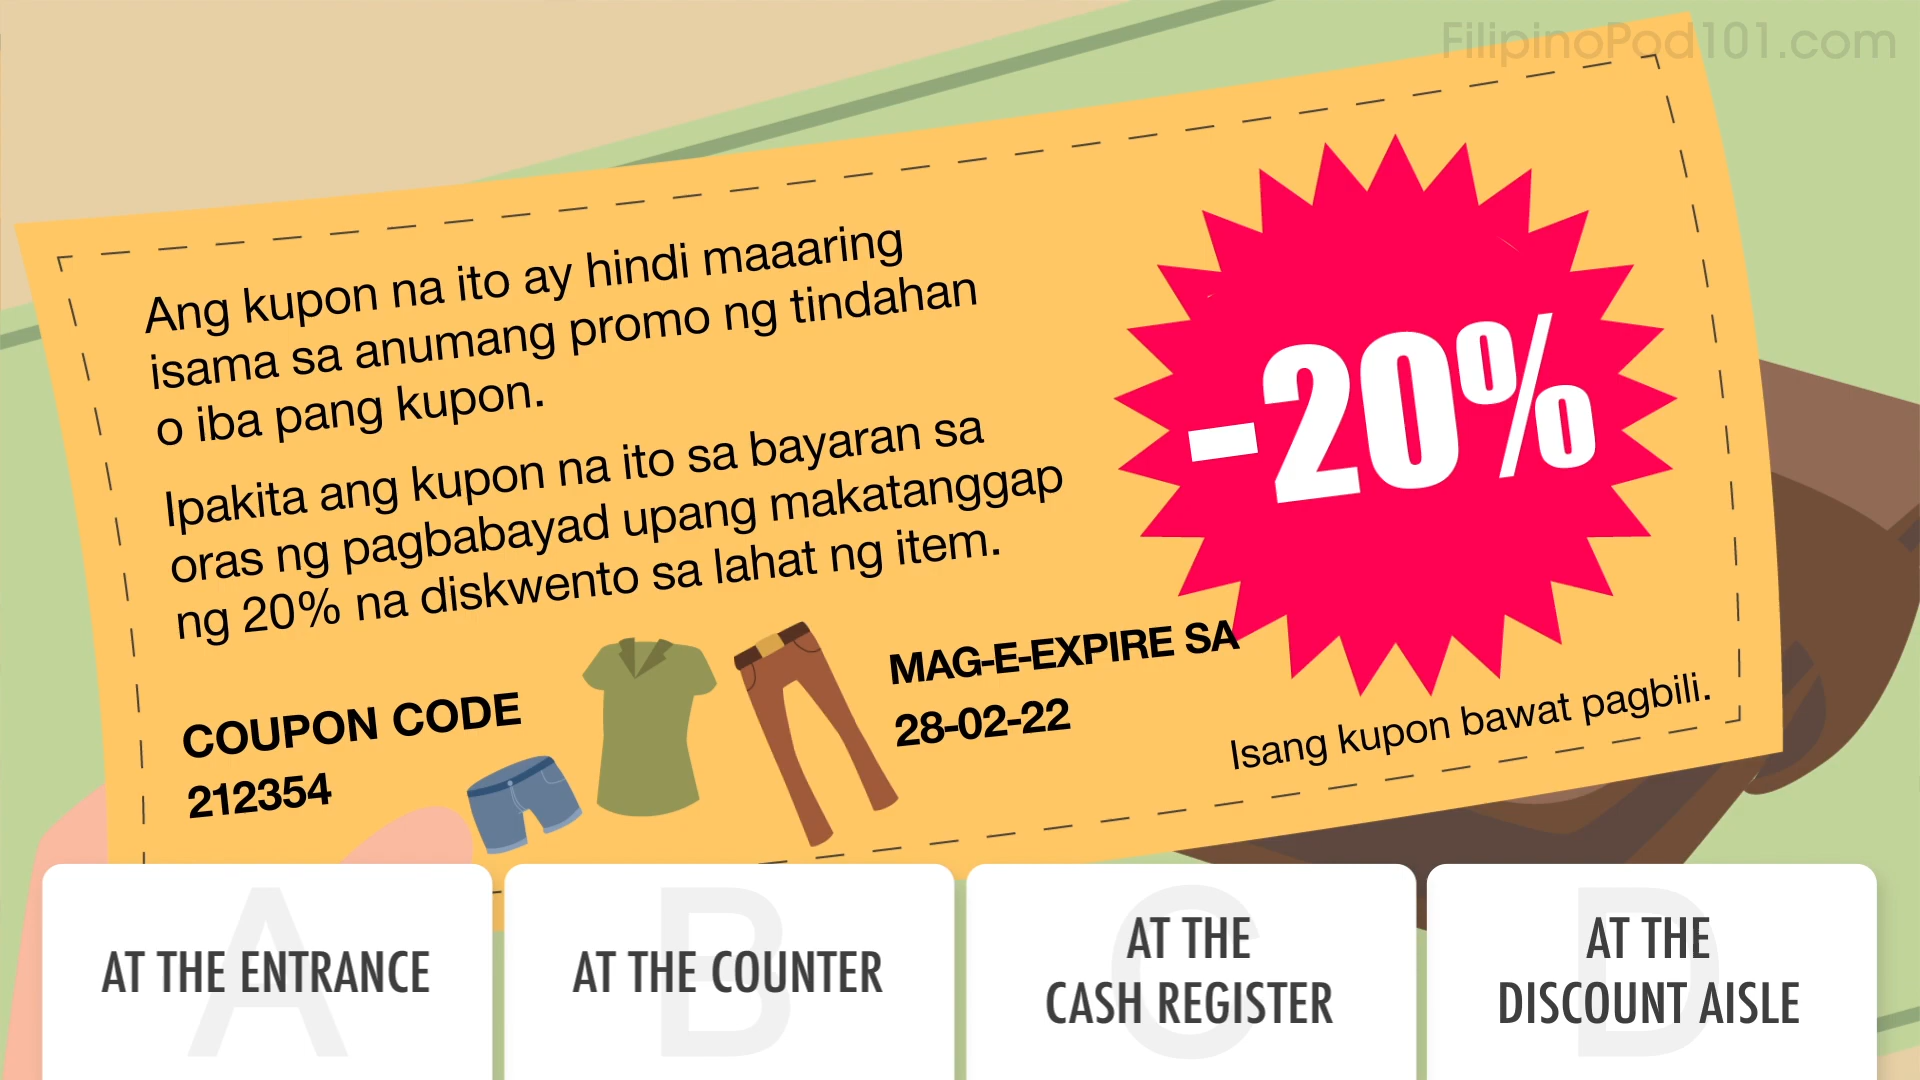 FilipinoPod101.com
Ang kupon na ito ay hindi maaaring
isama sa anumang promo ng tindahan
o iba pang kupon.
Ipakita ang kupon na ito sa bayaran sa
oras ng pagbabayad upang makatanggap
ng 20% na diskwento sa lahat ng item.
-20%
COUPON CODE
212354
MAG-E-EXPIRE SA
28-02-22
Isang kupon bawat pagbili.
A
AT THE ENTRANCE
B
AT THE COUNTER
C
AT THE
CASH REGISTER
D
AT THE
DISCOUNT AISLE